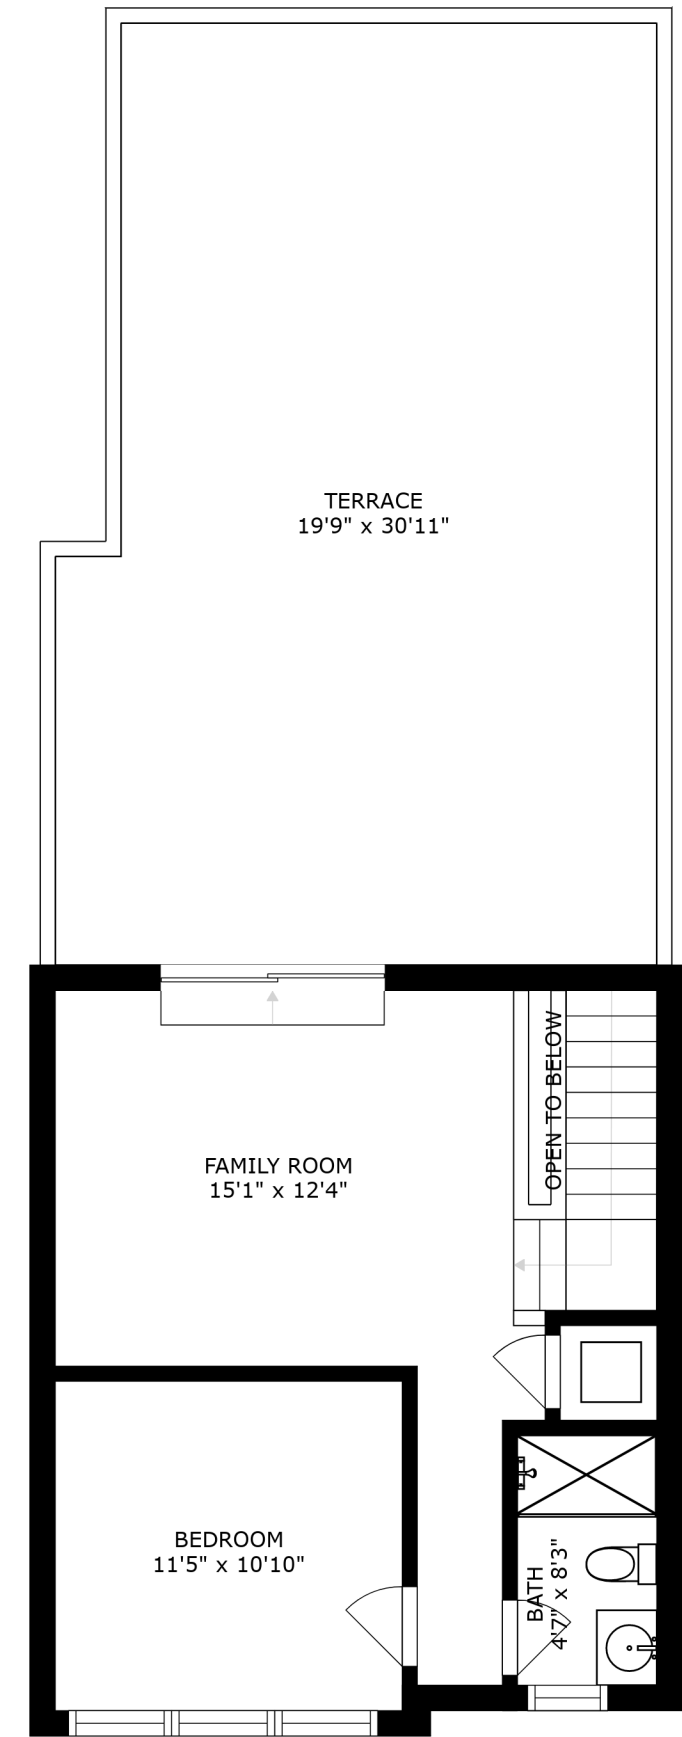 TERRACE
19'9" x 30'11"
OPEN TO BELOW
FAMILY ROOM
15'1" x 12'4"
BEDROOM
11'5" x 10'10"
BATH
4'7" x 8'3"